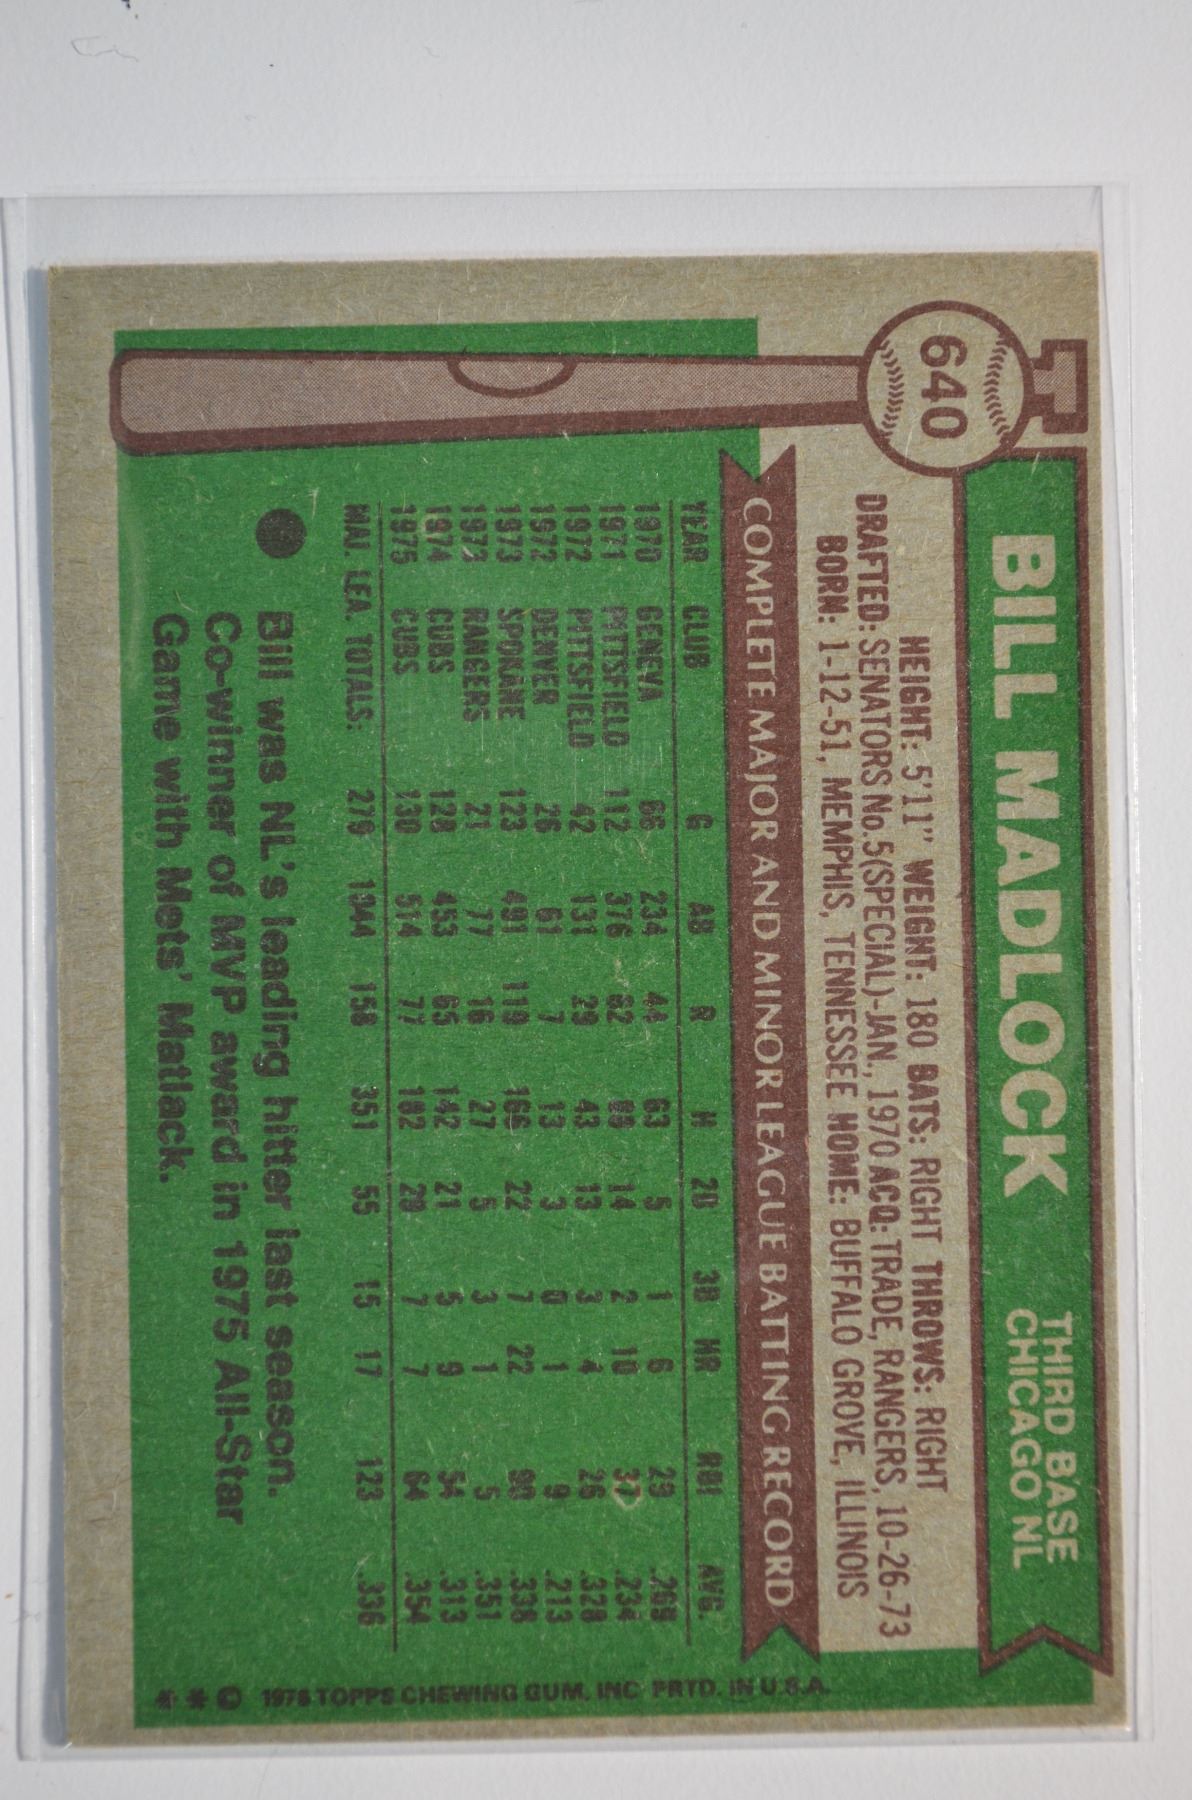 640
BILL MADLOCK
THIRD BASE
CHICAGO NL
HEIGHT: 5'11" WEIGHT: 180 BATS: RIGHT THROWS: RIGHT
DRAFTED: SENATORS No.5(SPECIAL)-JAN., 1970 ACQ: TRADE, RANGERS, 10-26-73
BORN: 1-12-51, MEMPHIS, TENNESSEE HOME: BUFFALO GROVE, ILLINOIS
COMPLETE MAJOR AND MINOR LEAGUE BATTING RECORD
YEAR CLUB G AB R H 2B 3B HR RBI AVG.
1970 GENEVA 66 234 44 63 5 1 6 29 .269
1971 PITTSFIELD 112 376 62 88 14 2 10 37 .234
1972 PITTSFIELD 42 131 29 43 13 3 4 26 .328
1972 DENVER 26 61 7 13 3 0 1 9 .213
1973 SPOKANE 123 491 119 166 22 7 22 90 .338
1973 RANGERS 21 77 16 27 5 3 1 5 .351
1974 CUBS 128 453 65 142 21 5 9 54 .313
1975 CUBS 130 514 77 182 29 7 7 64 .354
MAJ. LEA. TOTALS: 279 1044 158 351 55 15 17 123 .336
Bill was NL's leading hitter last season.
Co-winner of MVP award in 1975 All-Star
Game with Mets' Matlack.
* * © 1976 TOPPS CHEWING GUM, INC PRTD. IN U.S.A.